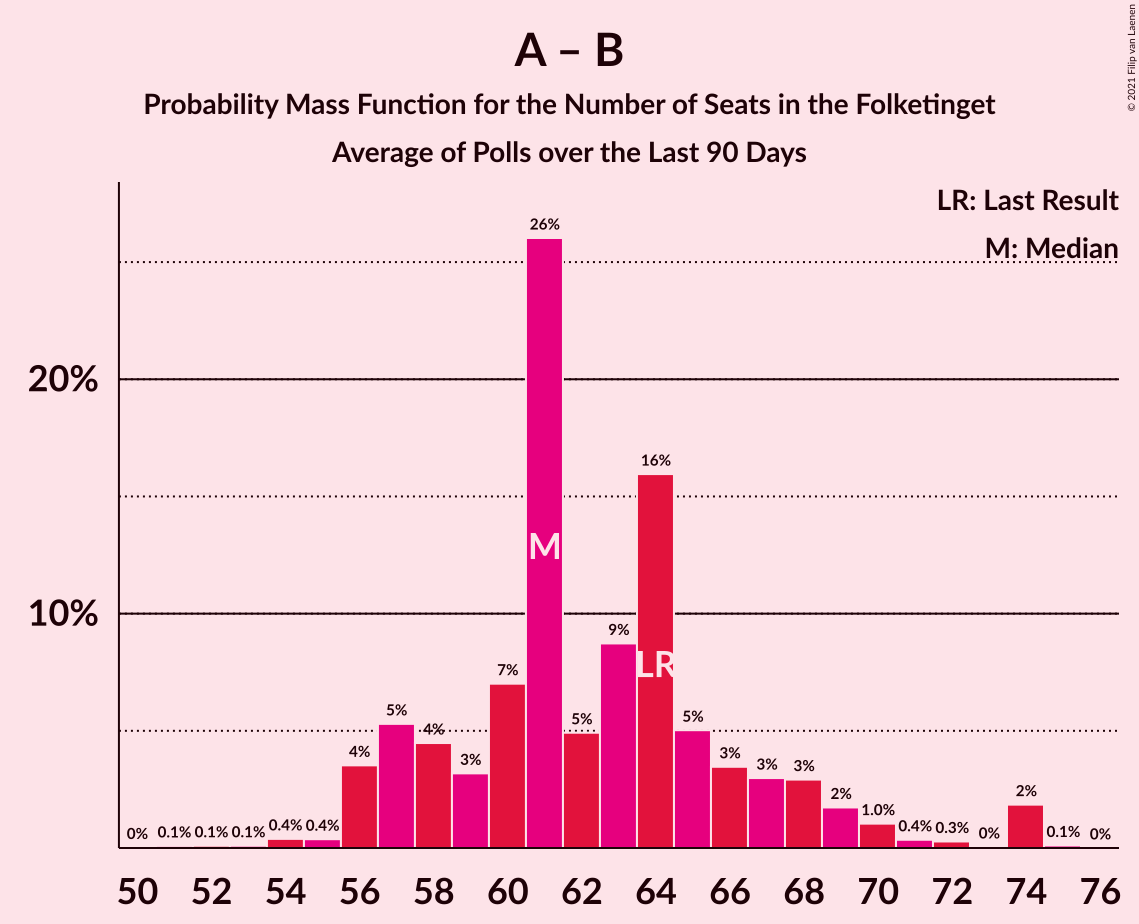 A – B
Probability Mass Function for the Number of Seats in the Folketinget
Average of Polls over the Last 90 Days
© 2021 Filip van Laenen
LR: Last Result
M: Median
20%
10%
0% 0.1% 0.1% 0.1% 0.4% 0.4% 4% 5% 4% 3% 7% 26% 5% 9% 16% 5% 3% 3% 3% 2% 1.0% 0.4% 0.3% 0% 2% 0.1% 0%
M
LR
50 52 54 56 58 60 62 64 66 68 70 72 74 76